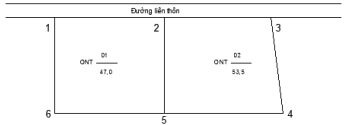 Đường liên thôn
1 2 3
ONT 01 47,0
ONT 02 53,5
6 5 4